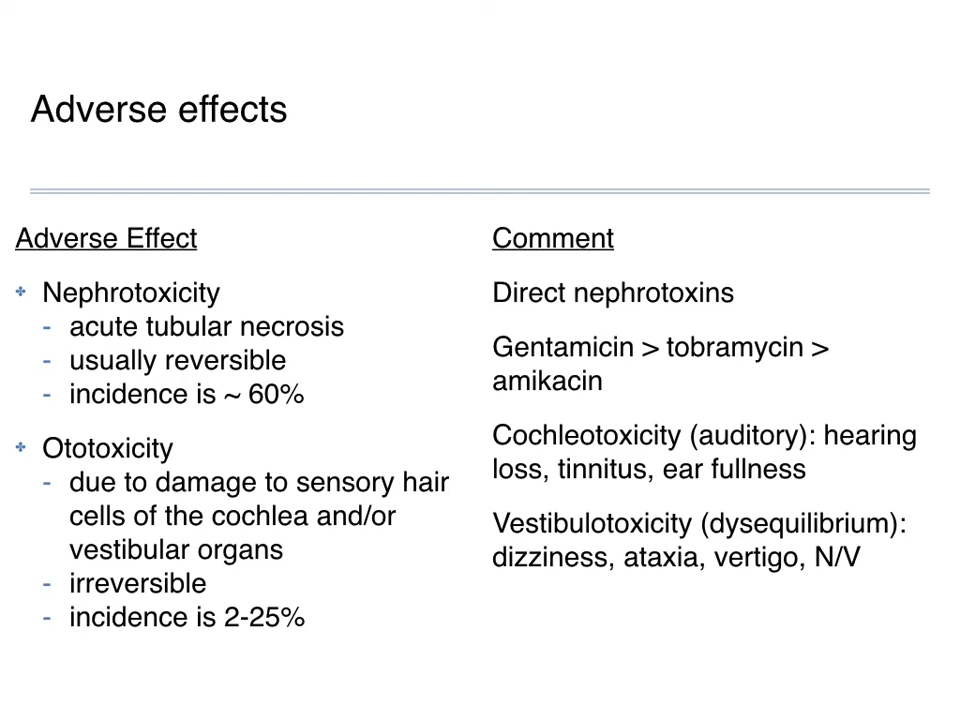 Adverse effects
Adverse Effect
Nephrotoxicity
- acute tubular necrosis
- usually reversible
- incidence is ~ 60%
Ototoxicity
- due to damage to sensory hair
cells of the cochlea and/or
vestibular organs
- irreversible
- incidence is 2-25%
Comment
Direct nephrotoxins
Gentamicin > tobramycin >
amikacin
Cochleotoxicity (auditory): hearing
loss, tinnitus, ear fullness
Vestibulotoxicity (dysequilibrium):
dizziness, ataxia, vertigo, N/V